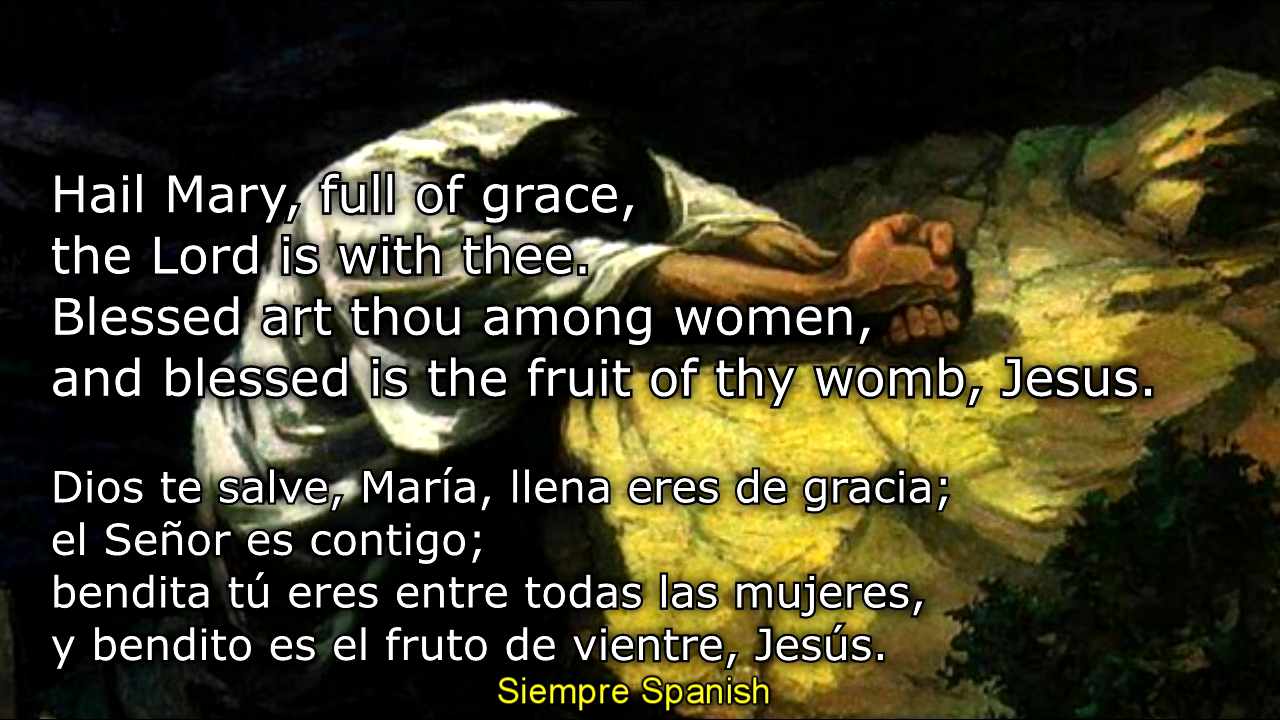 Hail Mary, full of grace,
the Lord is with thee.
Blessed art thou among women,
and blessed is the fruit of thy womb, Jesus.
Dios te salve, María, llena eres de gracia;
el Señor es contigo;
bendita tú eres entre todas las mujeres,
y bendito es el fruto de vientre, Jesús.
Siempre Spanish